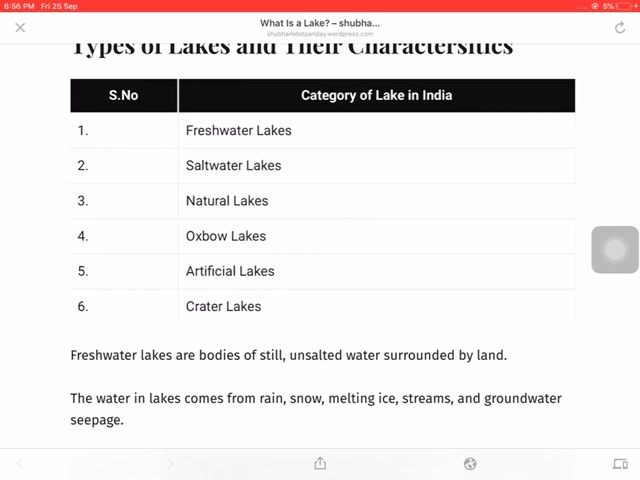 6:56 PM Fri 25 Sep
5%
What Is a Lake? – shubha...
shubhamdotpanday.wordpress.com
Types of Lakes and Their Charactersitics
S.No Category of Lake in India
1. Freshwater Lakes
2. Saltwater Lakes
3. Natural Lakes
4. Oxbow Lakes
5. Artificial Lakes
6. Crater Lakes
Freshwater lakes are bodies of still, unsalted water surrounded by land.
The water in lakes comes from rain, snow, melting ice, streams, and groundwater
seepage.